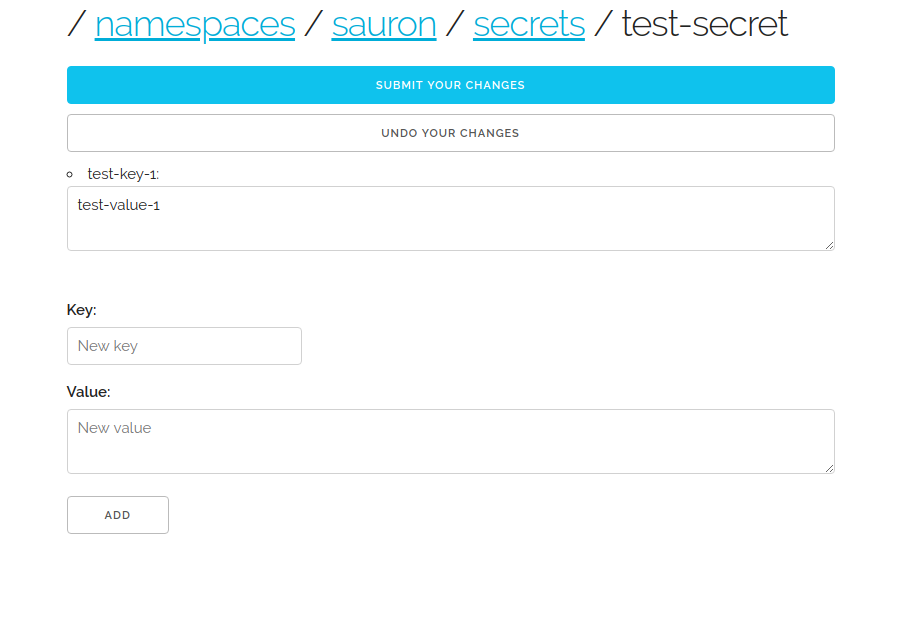 / namespaces / sauron / secrets / test-secret
SUBMIT YOUR CHANGES
UNDO YOUR CHANGES
test-key-1:
test-value-1
Key:
New key
Value:
New value
ADD